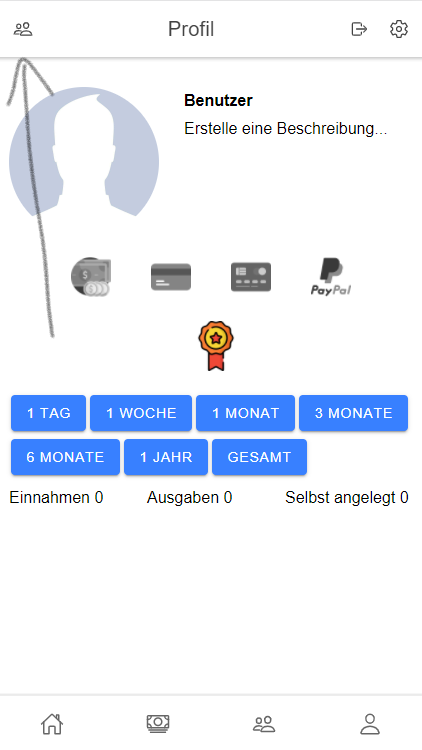 Profil
Benutzer
Erstelle eine Beschreibung...
PayPal
1 TAG 1 WOCHE 1 MONAT 3 MONATE
6 MONATE 1 JAHR GESAMT
Einnahmen 0 Ausgaben 0 Selbst angelegt 0